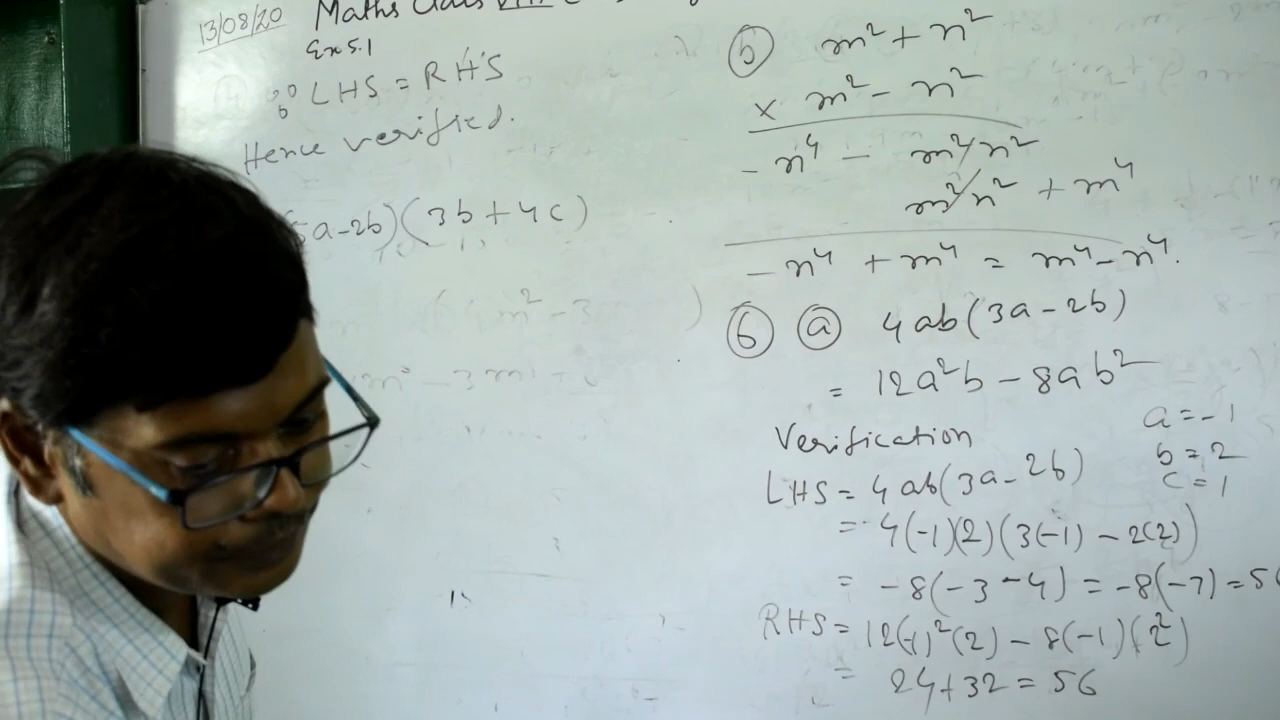 13/08/20 Maths Class VIII
Ex 5.1
∴ LHS = RHS
Hence verified.
5a-2b)(3b+4c)
⑤ m² + n²
× m² - n²
- n⁴ - m²n²
m²n² + m⁴
- n⁴ + m⁴ = m⁴ - n⁴.
⑥ ⓐ 4ab(3a-2b)
= 12a²b - 8ab²
Verification
a = -1
b = 2
c = 1
LHS = 4ab(3a-2b)
= 4(-1)(2)(3(-1) - 2(2))
= -8(-3-4) = -8(-7) = 56
RHS = 12(-1)²(2) - 8(-1)(2²)
= 24+32 = 56